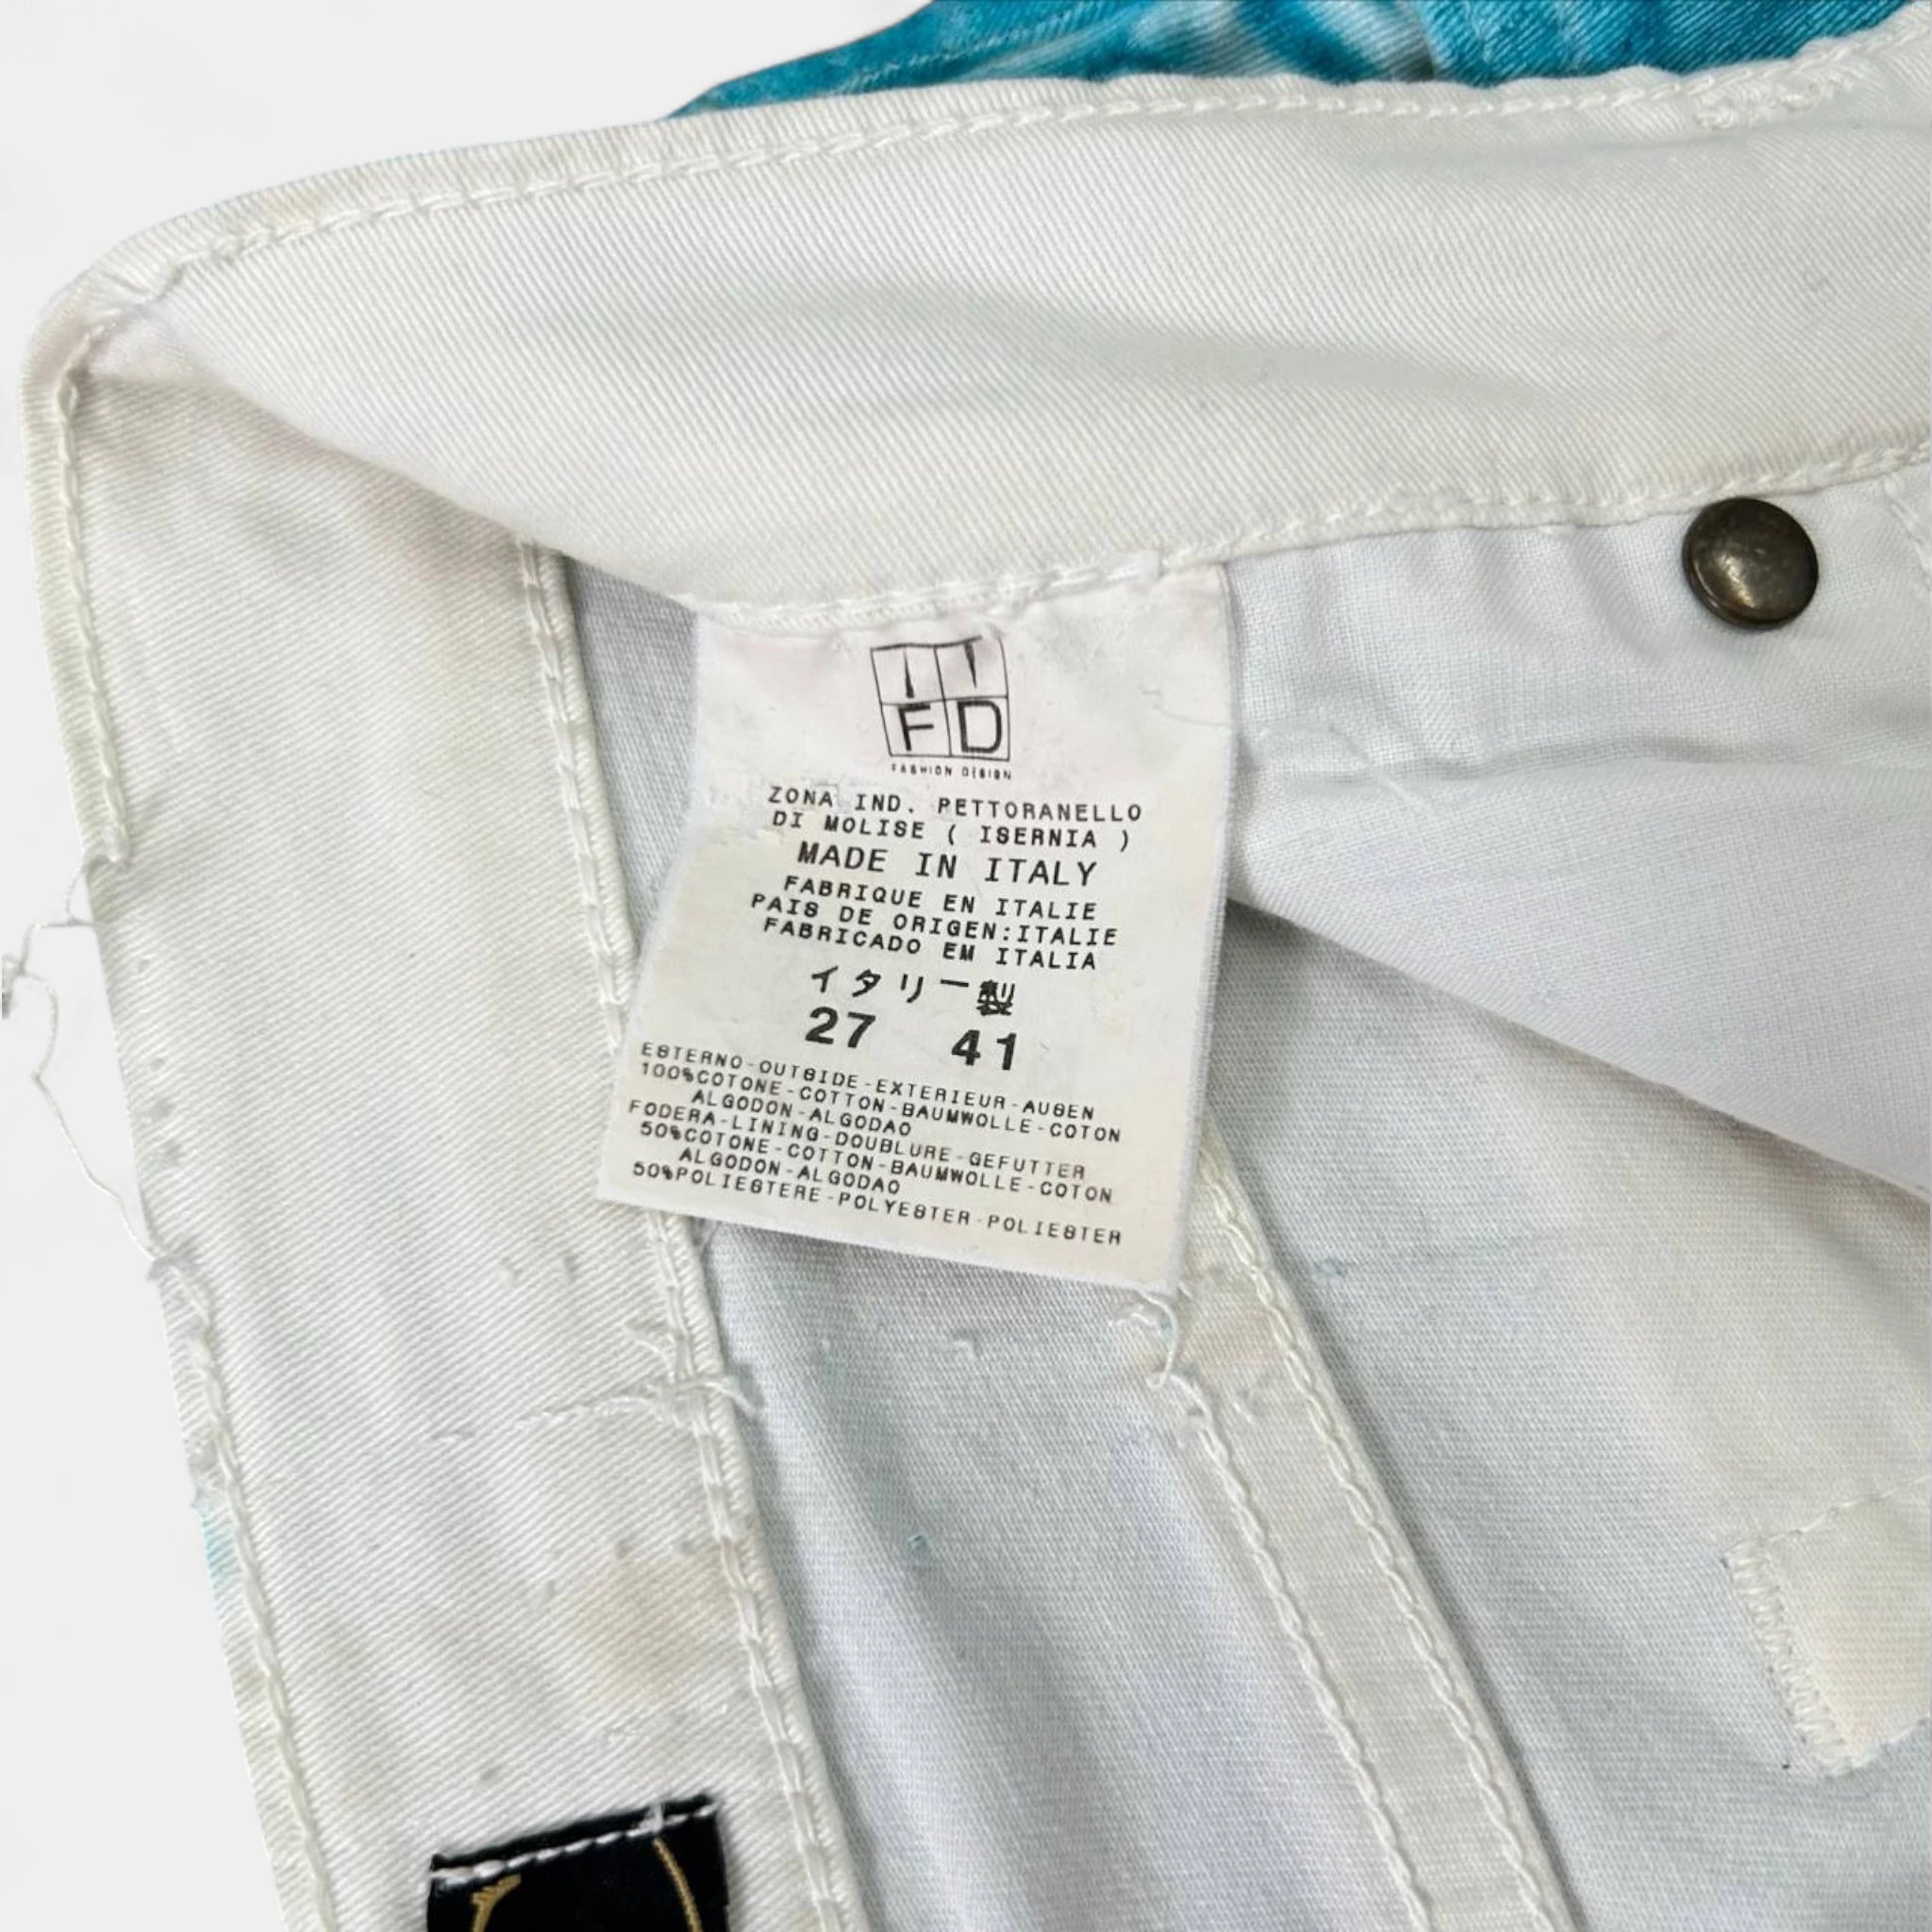 I T
F D
FASHION DESIGN
ZONA IND. PETTORANELLO
DI MOLISE ( ISERNIA )
MADE IN ITALY
FABRIQUE EN ITALIE
PAIS DE ORIGEN:ITALIE
FABRICADO EM ITALIA
イタリー製
27 41
ESTERNO-OUTSIDE-EXTERIEUR-AUSEN
100%COTONE-COTTON-BAUMWOLLE-COTON
ALGODON-ALGODAO
FODERA-LINING-DOUBLURE-GEFUTTER
50%COTONE-COTTON-BAUMWOLLE-COTON
ALGODON-ALGODAO
50%POLIESTERE-POLYESTER-POLIESTER